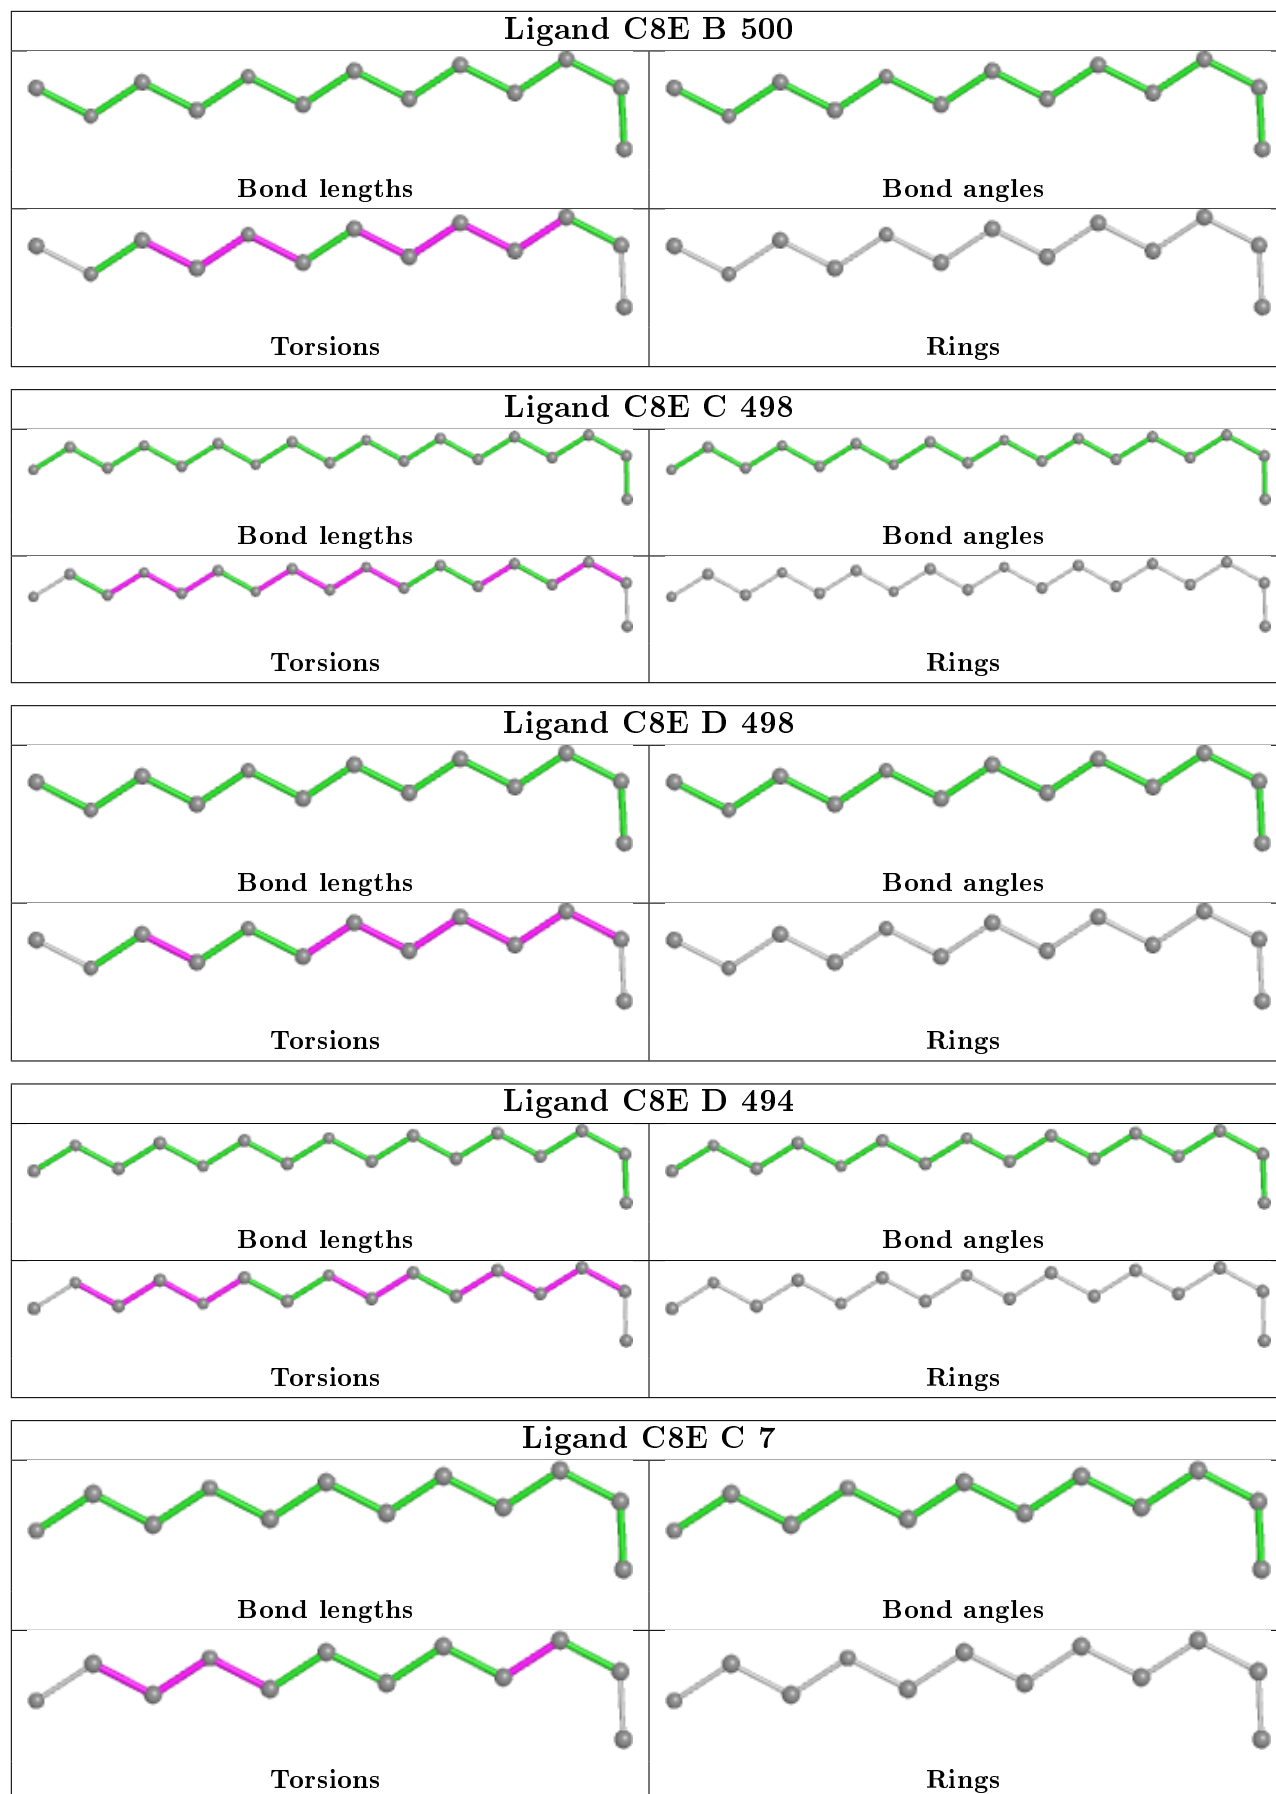 Ligand C8E B 500
Bond lengths
Bond angles
Torsions
Rings
Ligand C8E C 498
Bond lengths
Bond angles
Torsions
Rings
Ligand C8E D 498
Bond lengths
Bond angles
Torsions
Rings
Ligand C8E D 494
Bond lengths
Bond angles
Torsions
Rings
Ligand C8E C 7
Bond lengths
Bond angles
Torsions
Rings